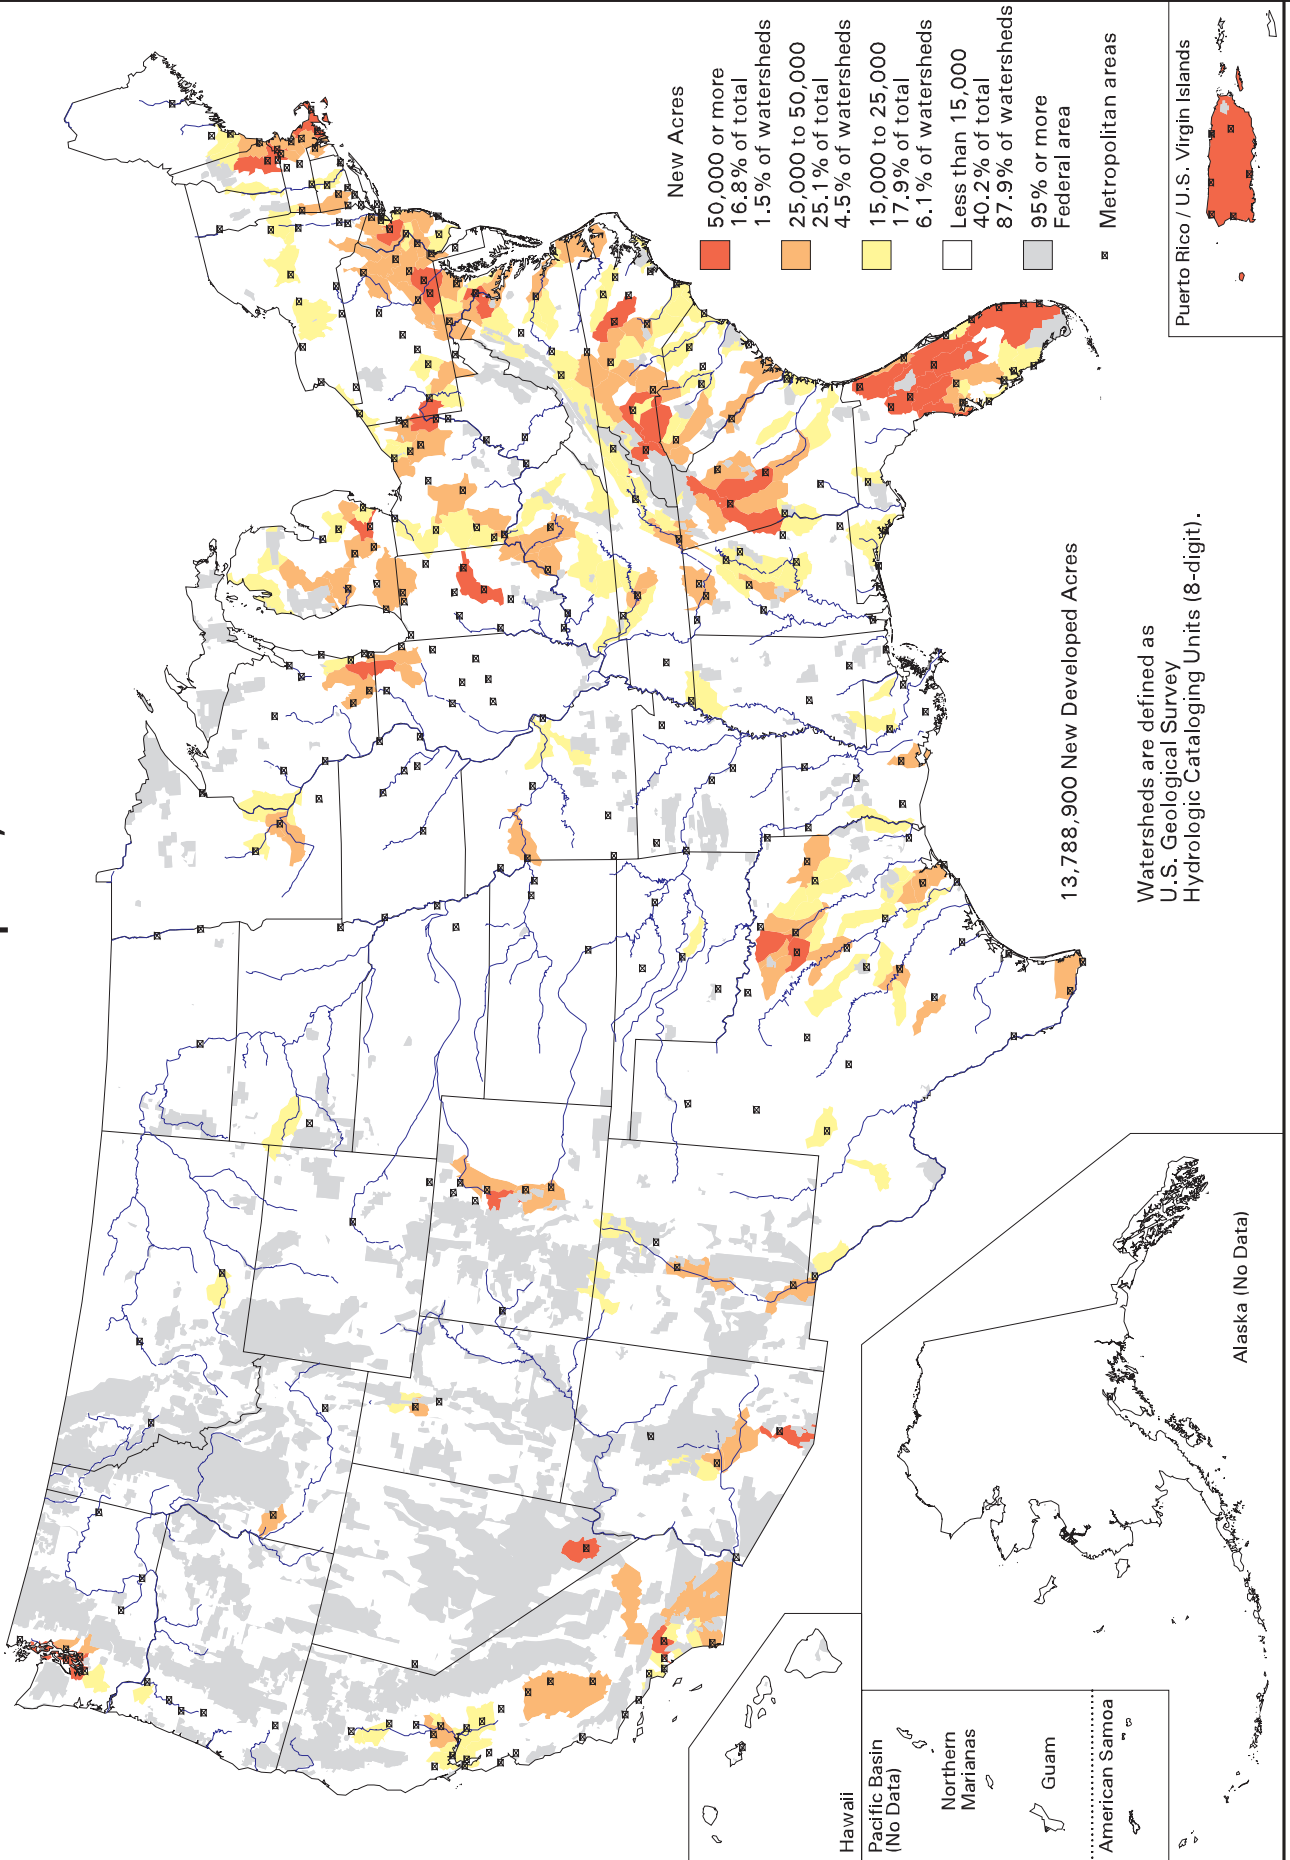 New Acres
50,000 or more
16.8% of total
1.5% of watersheds
25,000 to 50,000
25.1% of total
4.5% of watersheds
15,000 to 25,000
17.9% of total
6.1% of watersheds
Less than 15,000
40.2% of total
87.9% of watersheds
95% or more
Federal area
Metropolitan areas
Puerto Rico / U.S. Virgin Islands
13,788,900 New Developed Acres
Watersheds are defined as
U.S. Geological Survey
Hydrologic Cataloging Units (8-digit).
Alaska (No Data)
Hawaii
Pacific Basin
(No Data)
Northern
Marianas
Guam
American Samoa